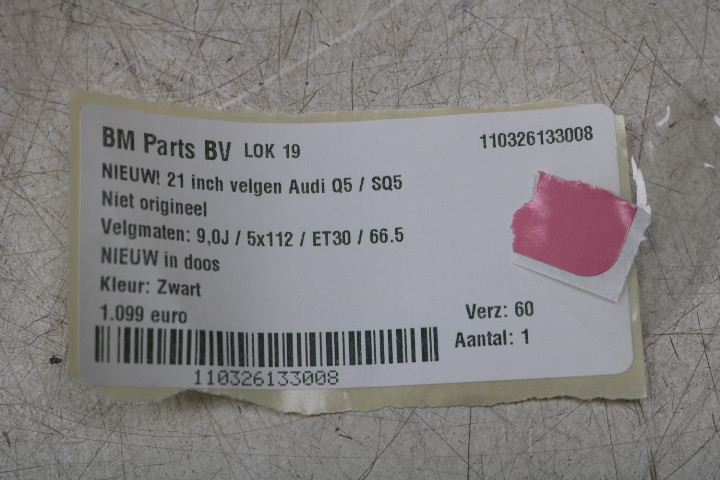 BM Parts BV LOK 19 110326133008
NIEUW! 21 inch velgen Audi Q5 / SQ5
Niet origineel
Velgmaten: 9,0J / 5x112 / ET30 / 66.5
NIEUW in doos
Kleur: Zwart
1.099 euro Verz: 60
Aantal: 1
110326133008